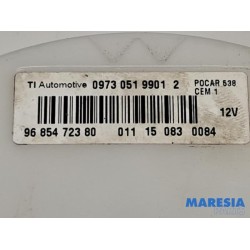 TI Automotive 0973 051 9901 2
POCAR 538
CEM 1
12V
96 854 723 80 011 15 083 0084
MARESIA